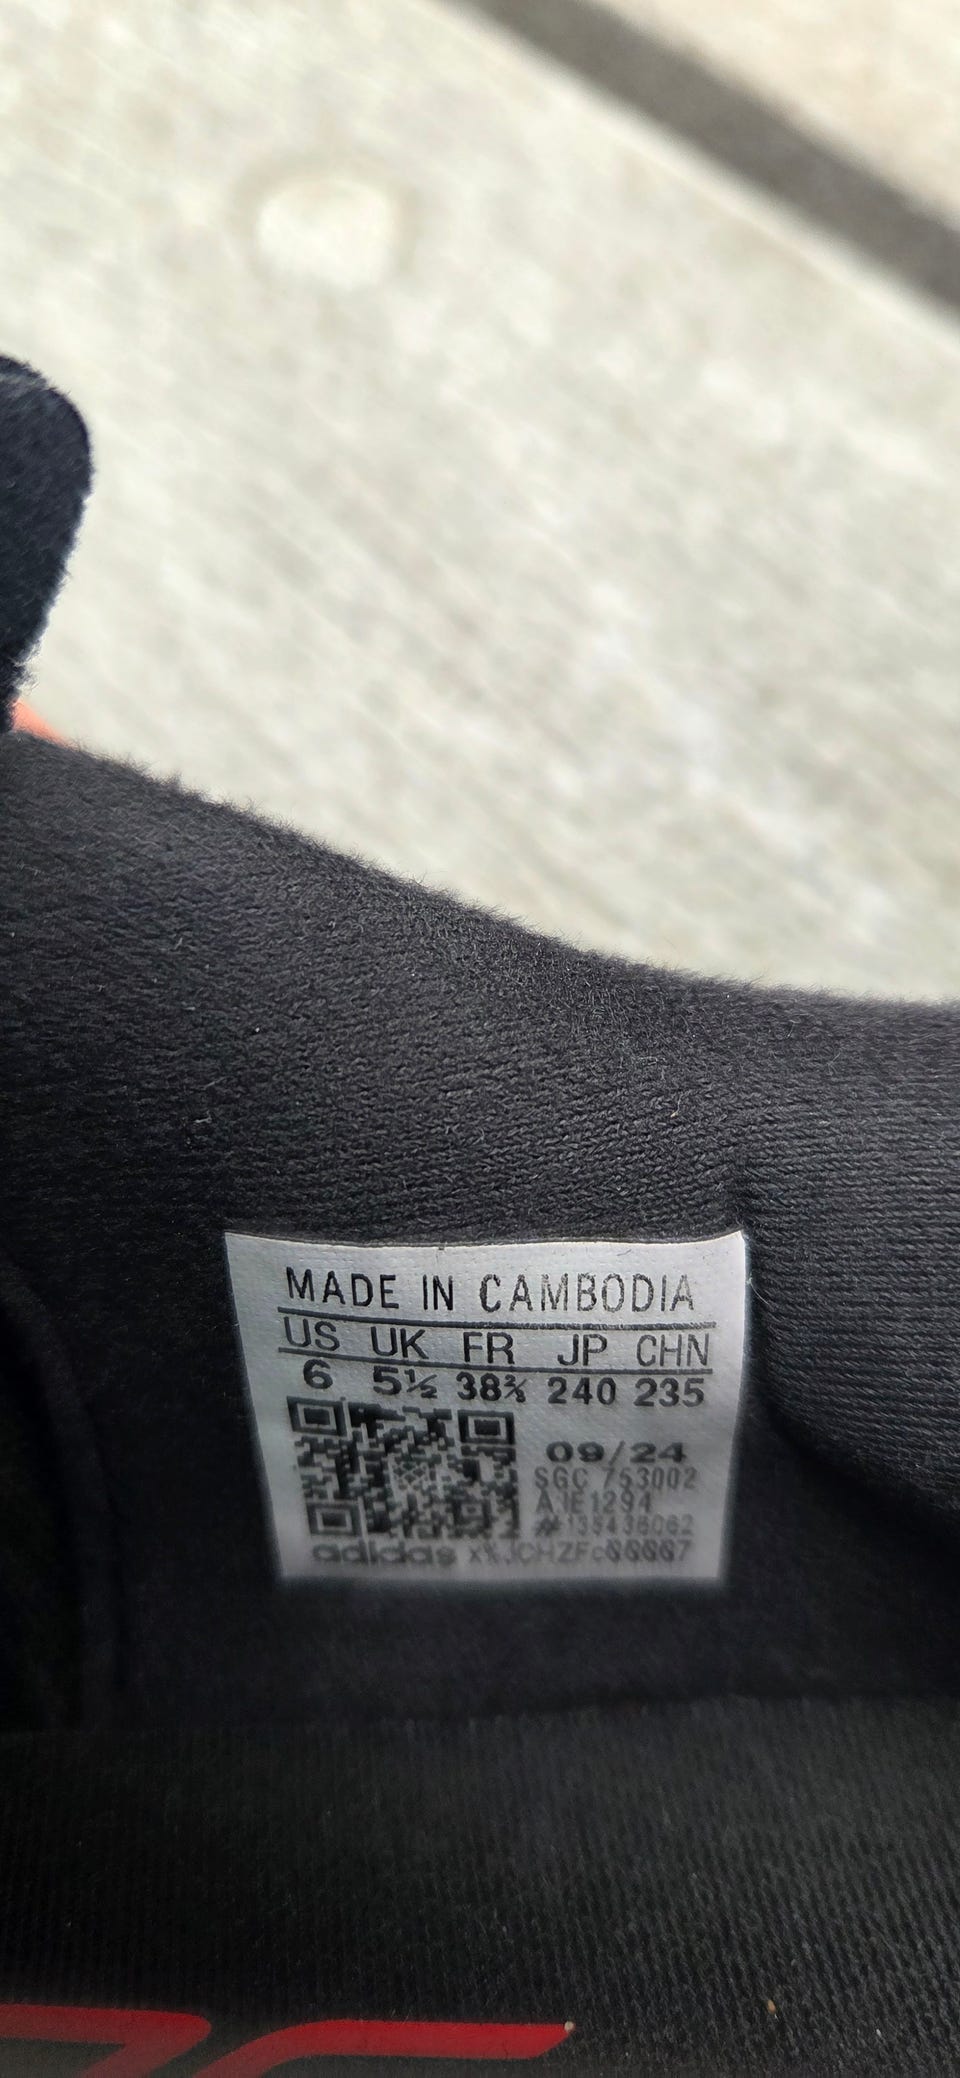 MADE IN CAMBODIA
US UK FR JP CHN
6 5½ 38⅔ 240 235
09/24
SGC 753002
#135436062
adidas